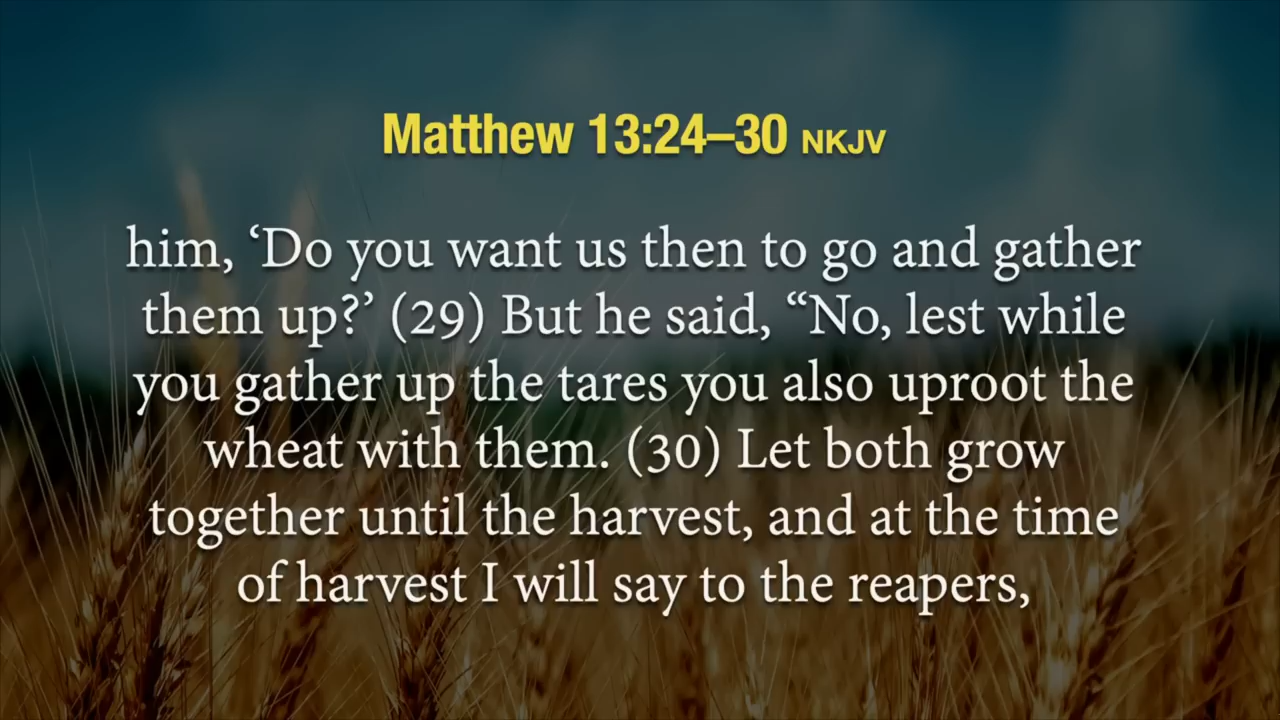 Matthew 13:24–30 NKJV
him, ‘Do you want us then to go and gather
them up?’ (29) But he said, “No, lest while
you gather up the tares you also uproot the
wheat with them. (30) Let both grow
together until the harvest, and at the time
of harvest I will say to the reapers,